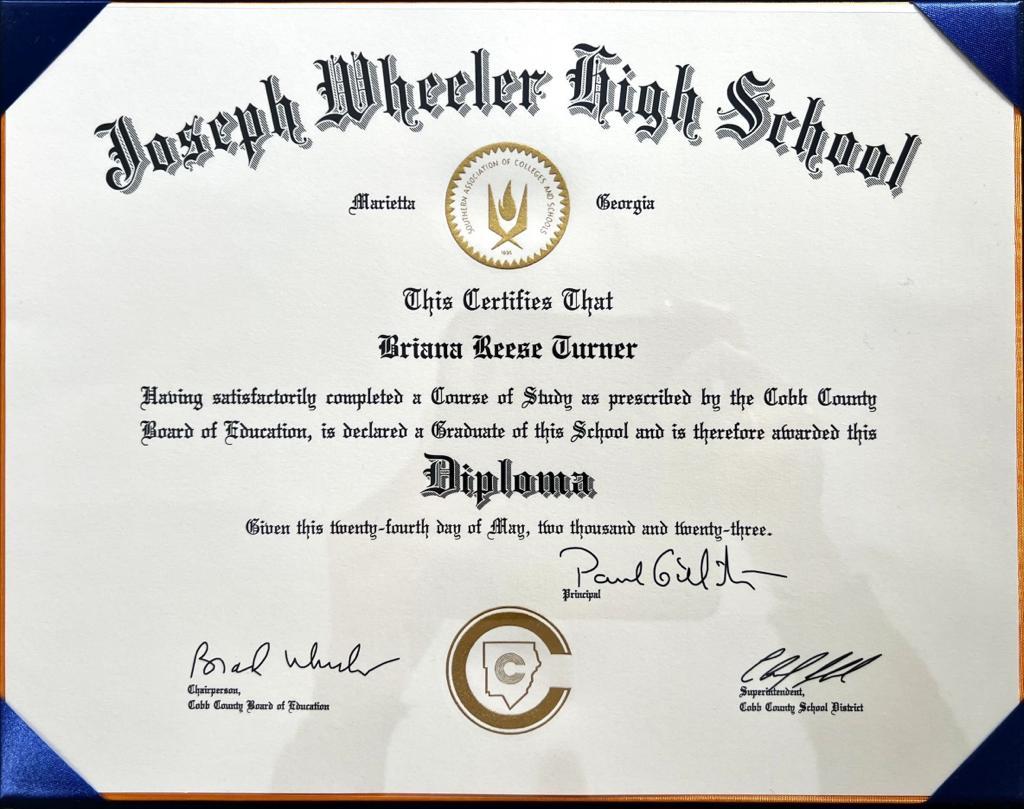 Joseph Wheeler High School
SOUTHERN ASSOCIATION OF COLLEGES AND SCHOOLS
Marietta Georgia
1895
This Certifies That
Briana Reese Turner
Having satisfactorily completed a Course of Study as prescribed by the Cobb County
Board of Education, is declared a Graduate of this School and is therefore awarded this
Diploma
Given this twenty-fourth day of May, two thousand and twenty-three.
Paul
Principal
Brad Wheeler
Chairperson,
Cobb County Board of Education
C
C
Superintendent,
Cobb County School District